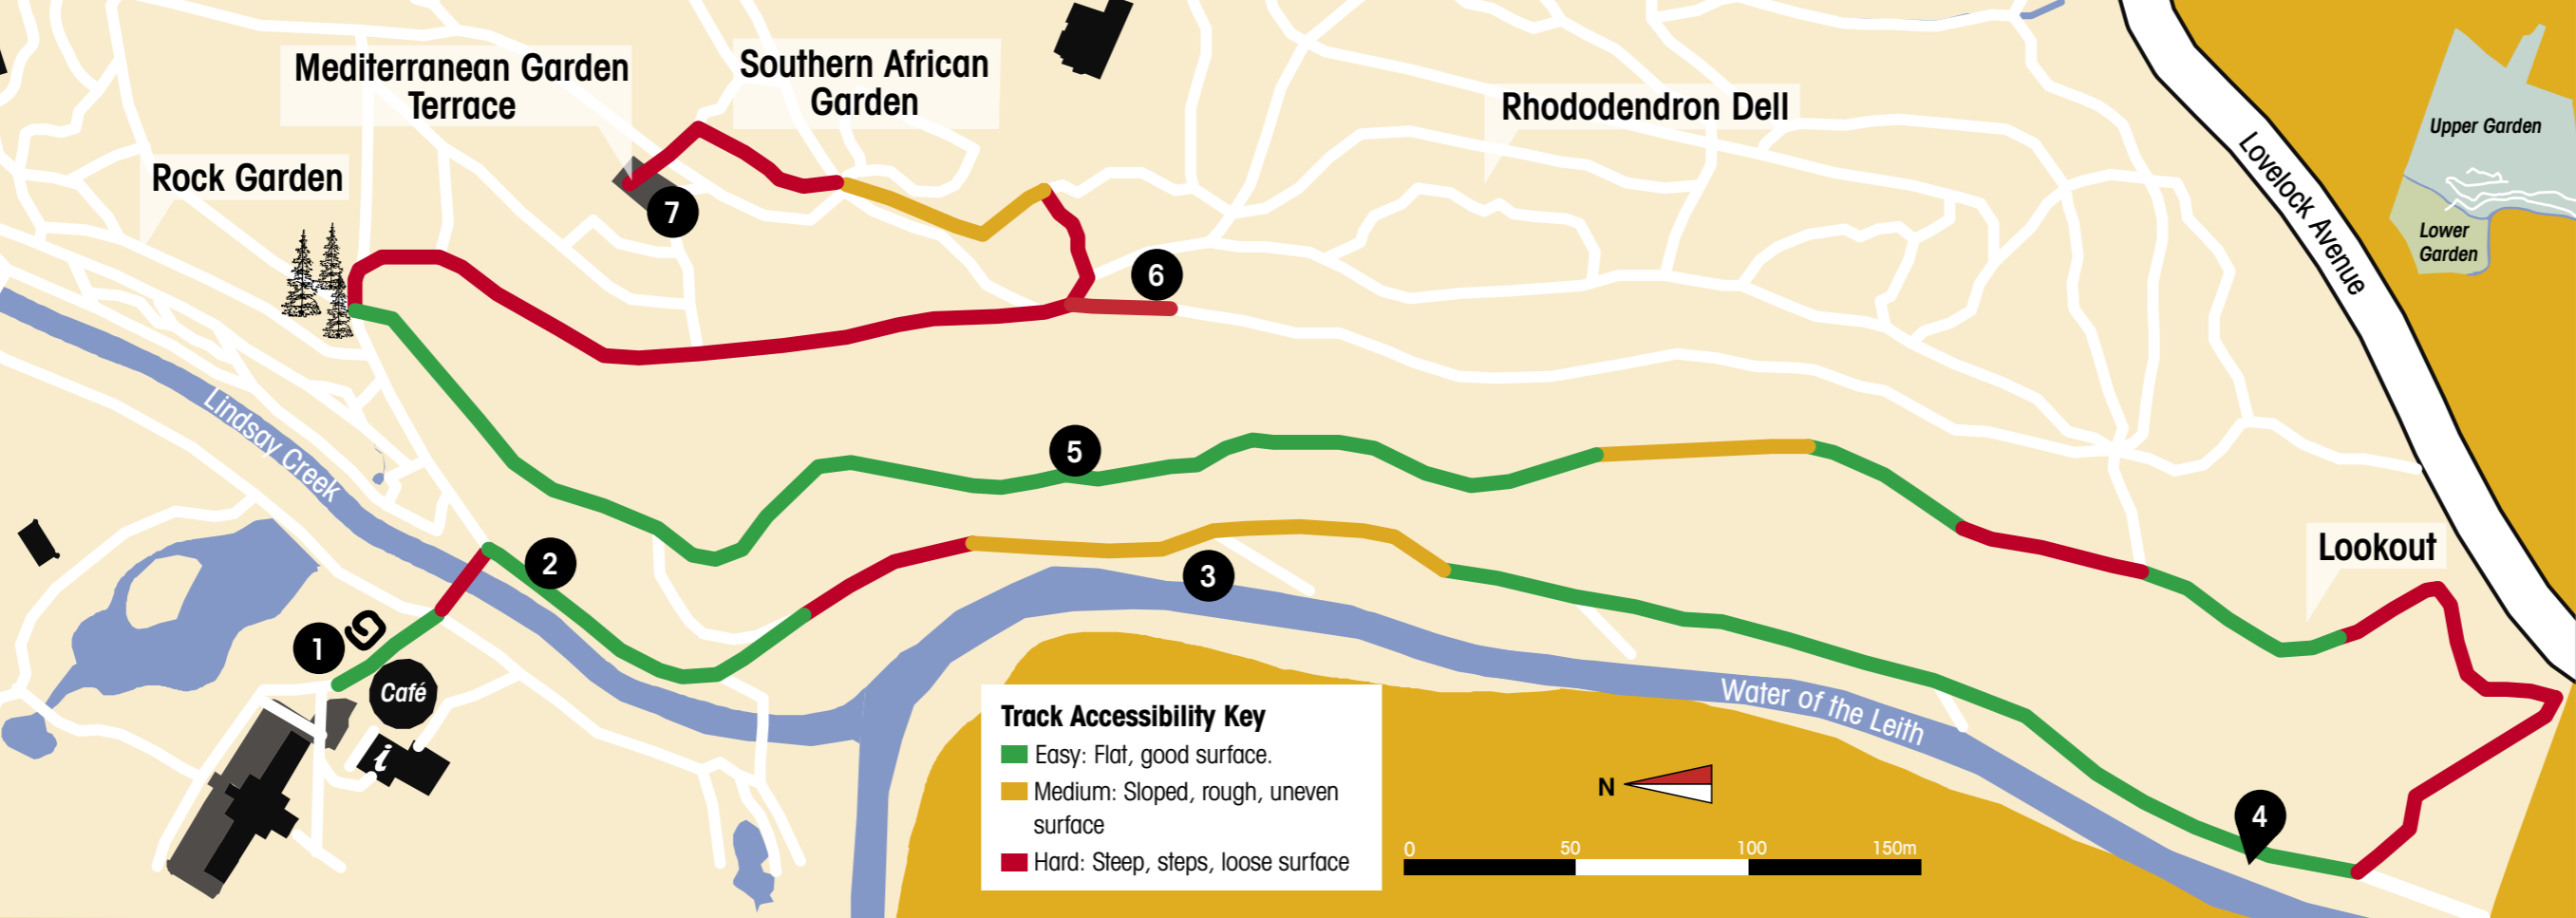 Mediterranean Garden
Terrace
Southern African
Garden
Rhododendron Dell
Rock Garden
Upper Garden
Lower
Garden
Lovelock Avenue
7
6
5
Lindsay Creek
2
3
Lookout
1
Café
i
Water of the Leith
4
Track Accessibility Key
Easy: Flat, good surface.
Medium: Sloped, rough, uneven
surface
Hard: Steep, steps, loose surface
N
0 50 100 150m